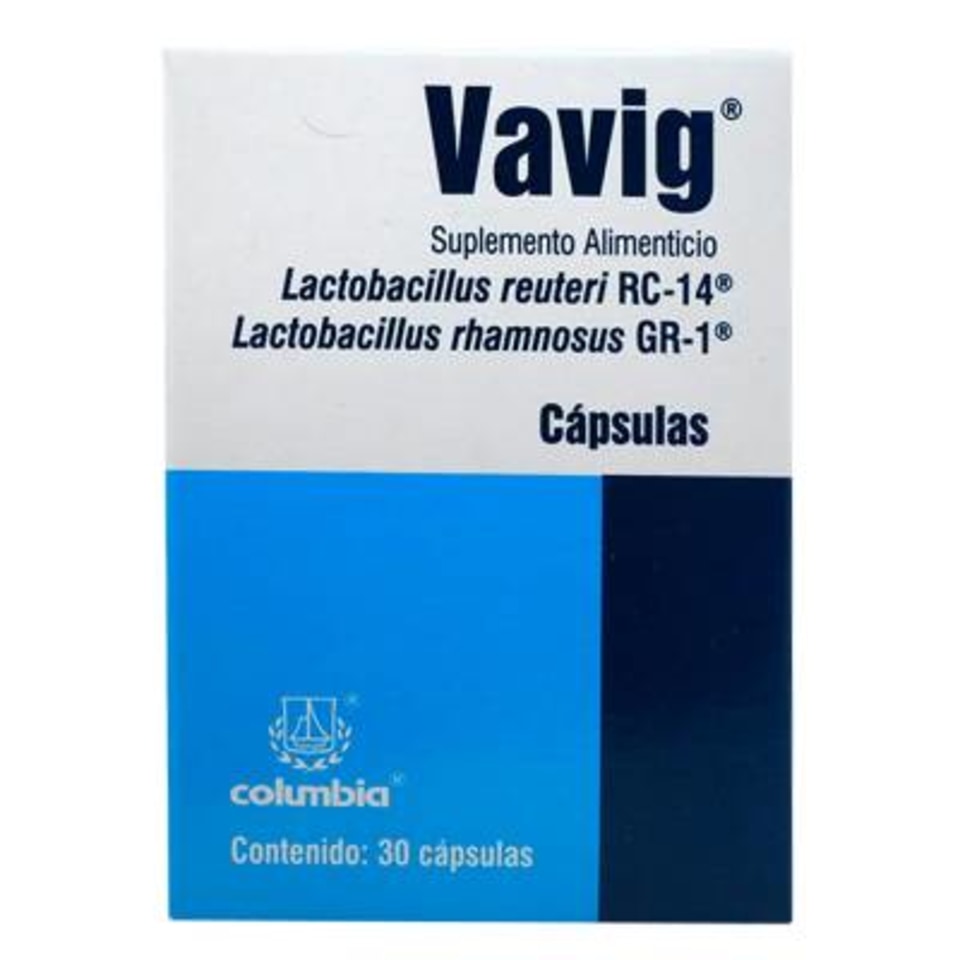 Vavig®
Suplemento Alimenticio
Lactobacillus reuteri RC-14®
Lactobacillus rhamnosus GR-1®
Cápsulas
columbia®
Contenido: 30 cápsulas